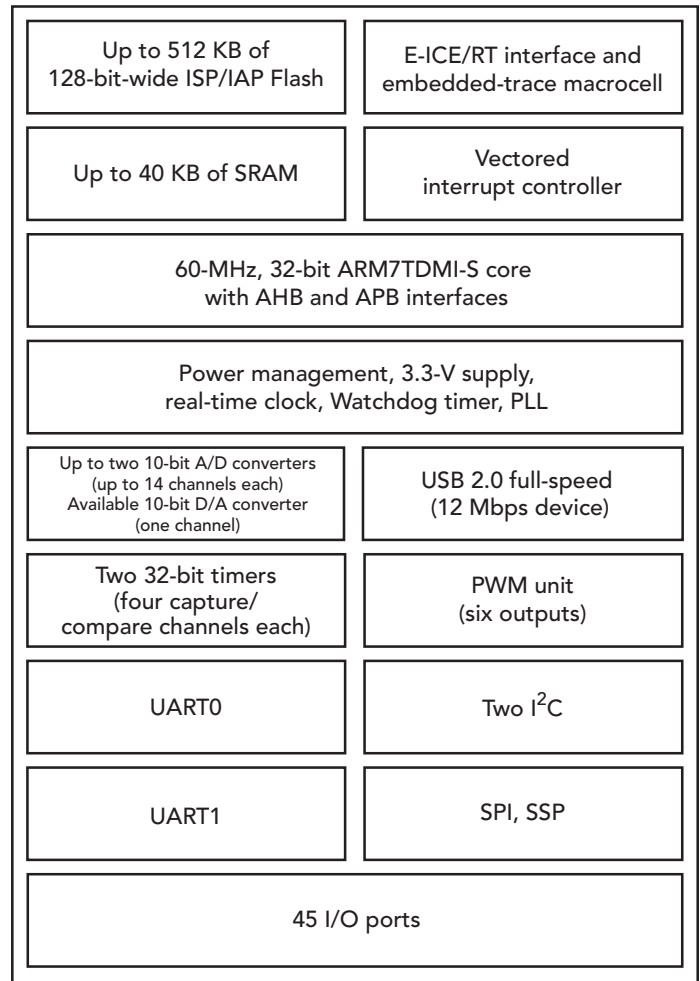 Up to 512 KB of
128-bit-wide ISP/IAP Flash
E-ICE/RT interface and
embedded-trace macrocell
Up to 40 KB of SRAM
Vectored
interrupt controller
60-MHz, 32-bit ARM7TDMI-S core
with AHB and APB interfaces
Power management, 3.3-V supply,
real-time clock, Watchdog timer, PLL
Up to two 10-bit A/D converters
(up to 14 channels each)
Available 10-bit D/A converter
(one channel)
USB 2.0 full-speed
(12 Mbps device)
Two 32-bit timers
(four capture/
compare channels each)
PWM unit
(six outputs)
UART0
Two I²C
UART1
SPI, SSP
45 I/O ports